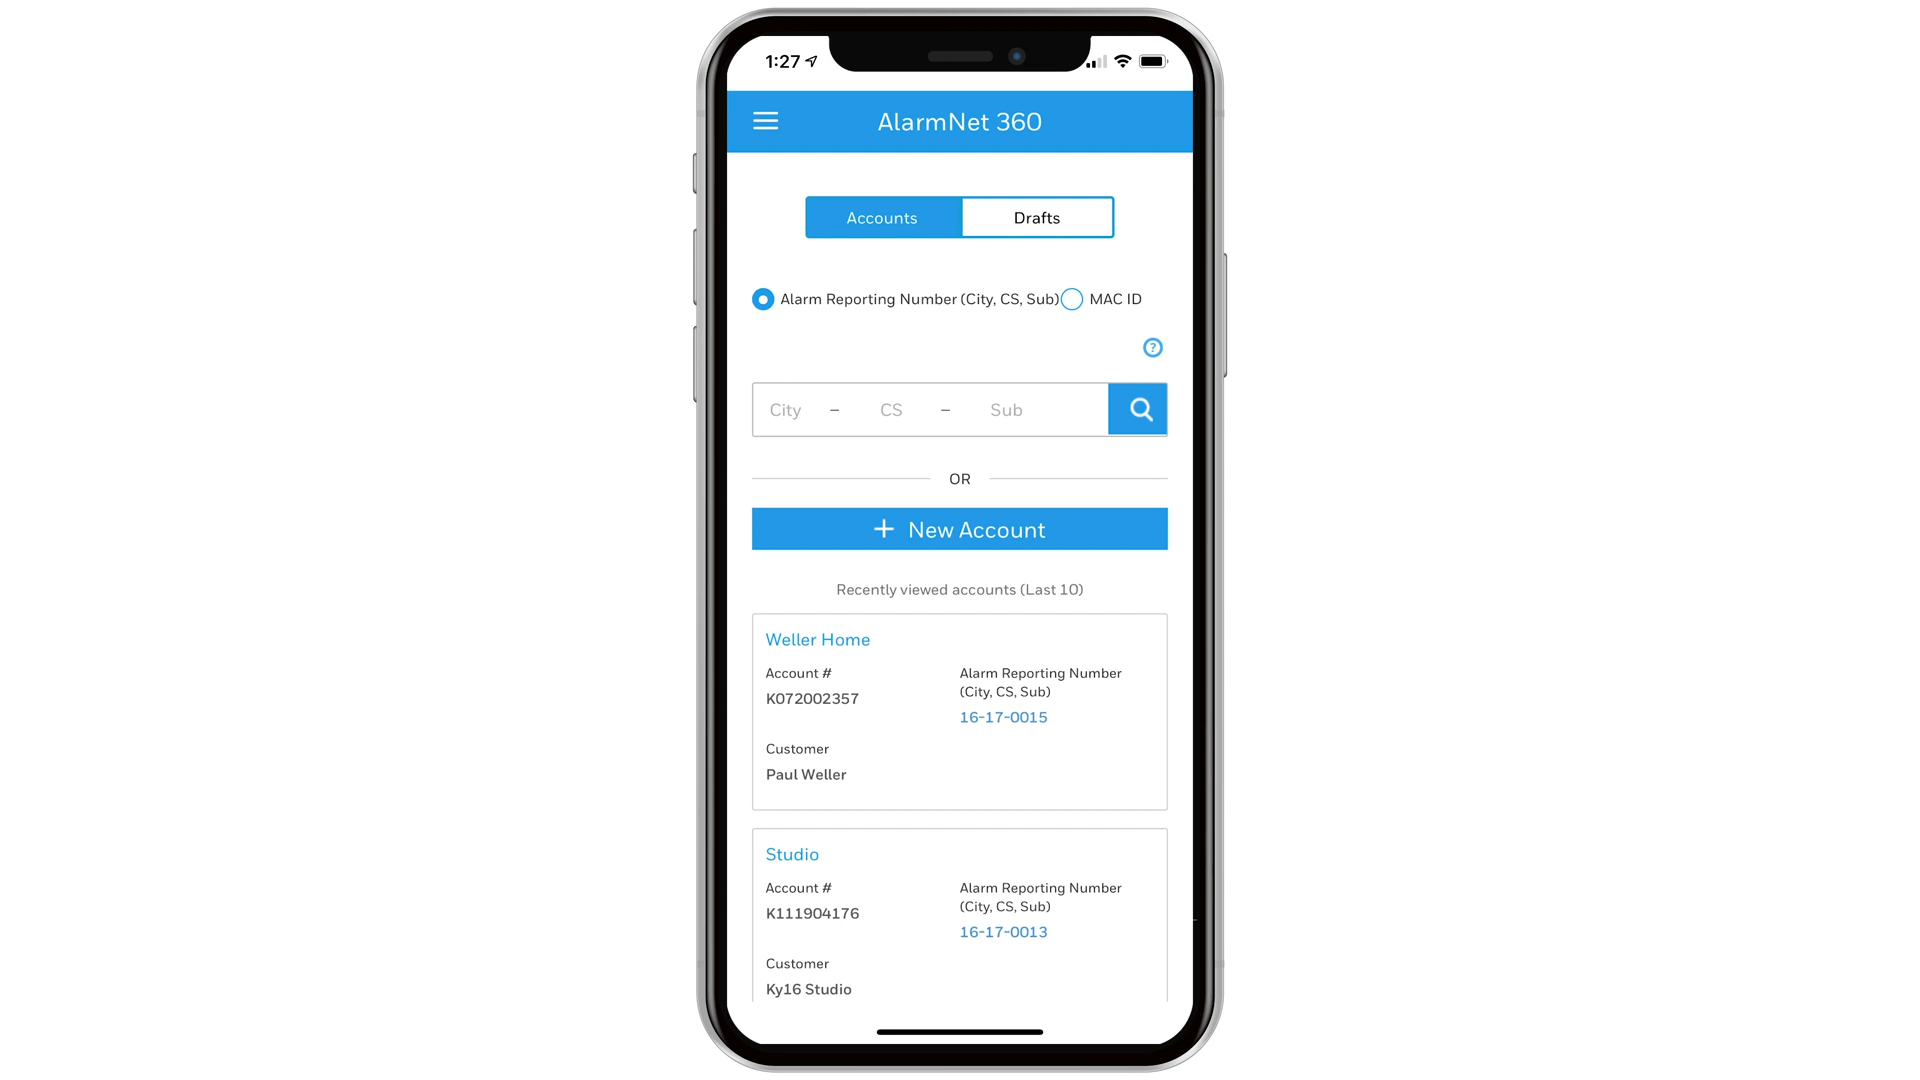 1:27
AlarmNet 360
Accounts Drafts
Alarm Reporting Number (City, CS, Sub) MAC ID
?
City – CS – Sub
OR
+ New Account
Recently viewed accounts (Last 10)
Weller Home
Account # Alarm Reporting Number
(City, CS, Sub)
K072002357
16-17-0015
Customer
Paul Weller
Studio
Account # Alarm Reporting Number
(City, CS, Sub)
K111904176
16-17-0013
Customer
Ky16 Studio